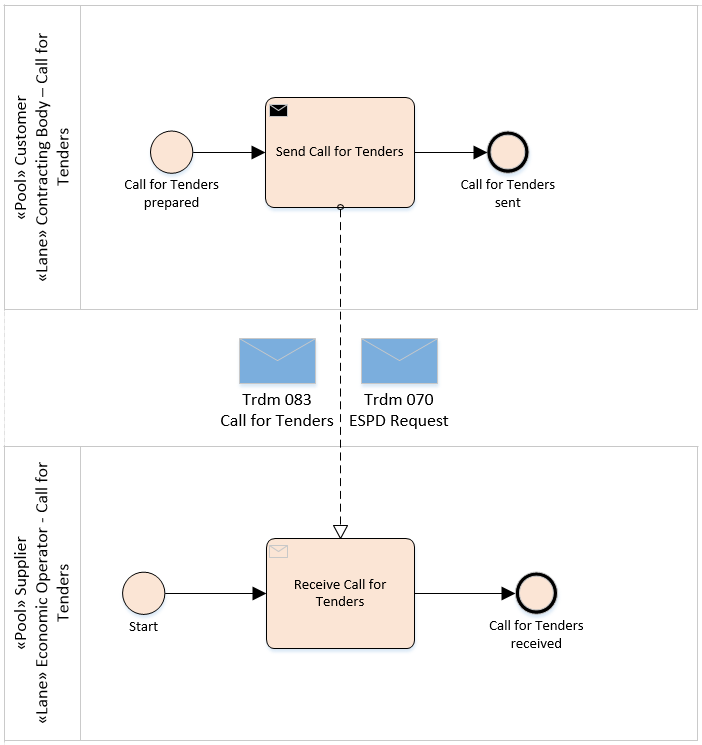 «Pool» Customer
«Lane» Contracting Body – Call for
Tenders
Send Call for Tenders
Call for Tenders
prepared
Call for Tenders
sent
Trdm 083
Call for Tenders
Trdm 070
ESPD Request
«Pool» Supplier
«Lane» Economic Operator - Call for
Tenders
Receive Call for
Tenders
Start
Call for Tenders
received